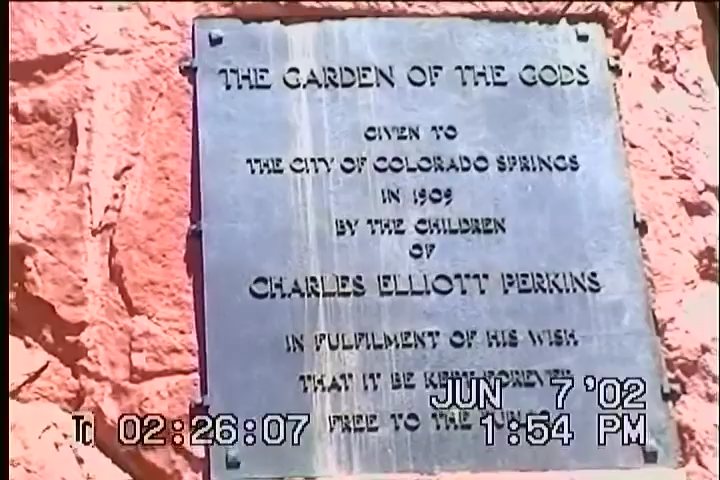 THE GARDEN OF THE GODS
GIVEN TO
THE CITY OF COLORADO SPRINGS
IN 1909
BY THE CHILDREN
OF
CHARLES ELLIOTT PERKINS
IN FULFILMENT OF HIS WISH
THAT IT BE KEPT FOREVER
FREE TO THE
JUN 7 '02
TC 02:26:07
1:54 PM